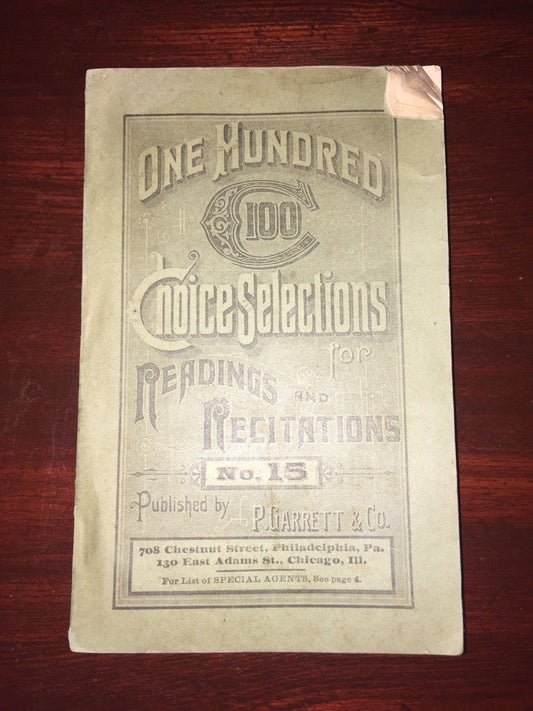 ONE HUNDRED
C 100
Choice Selections
for
READINGS
AND
RECITATIONS
No. 15
Published by P. GARRETT & Co.
708 Chestnut Street, Philadelphia, Pa.
130 East Adams St., Chicago, Ill.
For List of SPECIAL AGENTS, See page 4.